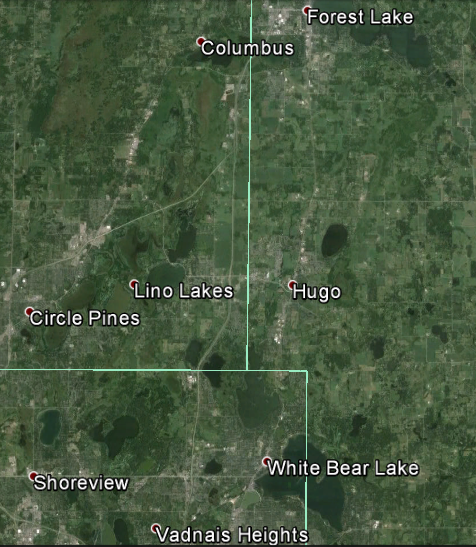 Forest Lake
Columbus
Lino Lakes
Hugo
Circle Pines
White Bear Lake
Shoreview
Vadnais Heights